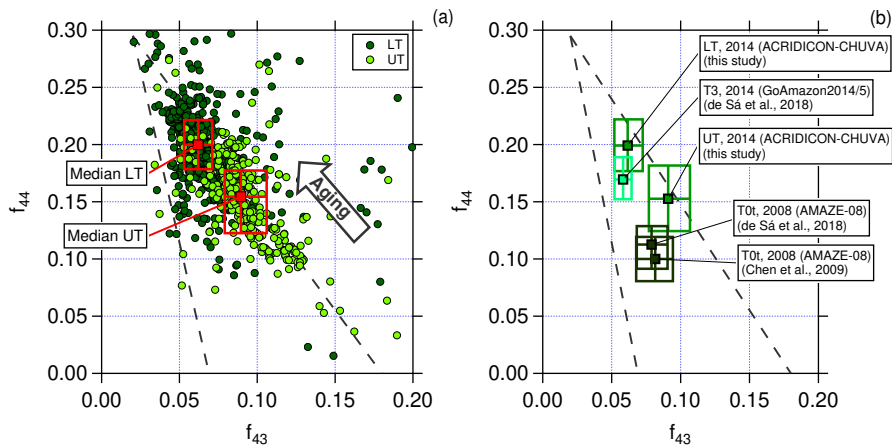 (a)
0.30
0.25
0.20
0.15
0.10
0.05
0.00
f44
LT
UT
Median LT
Median UT
Aging
0.00 0.05 0.10 0.15 0.20
f43
(b)
0.30
0.25
0.20
0.15
0.10
0.05
0.00
f44
LT, 2014 (ACRIDICON-CHUVA)
(this study)
T3, 2014 (GoAmazon2014/5)
(de Sá et al., 2018)
UT, 2014 (ACRIDICON-CHUVA)
(this study)
T0t, 2008 (AMAZE-08)
(de Sá et al., 2018)
T0t, 2008 (AMAZE-08)
(Chen et al., 2009)
0.00 0.05 0.10 0.15 0.20
f43